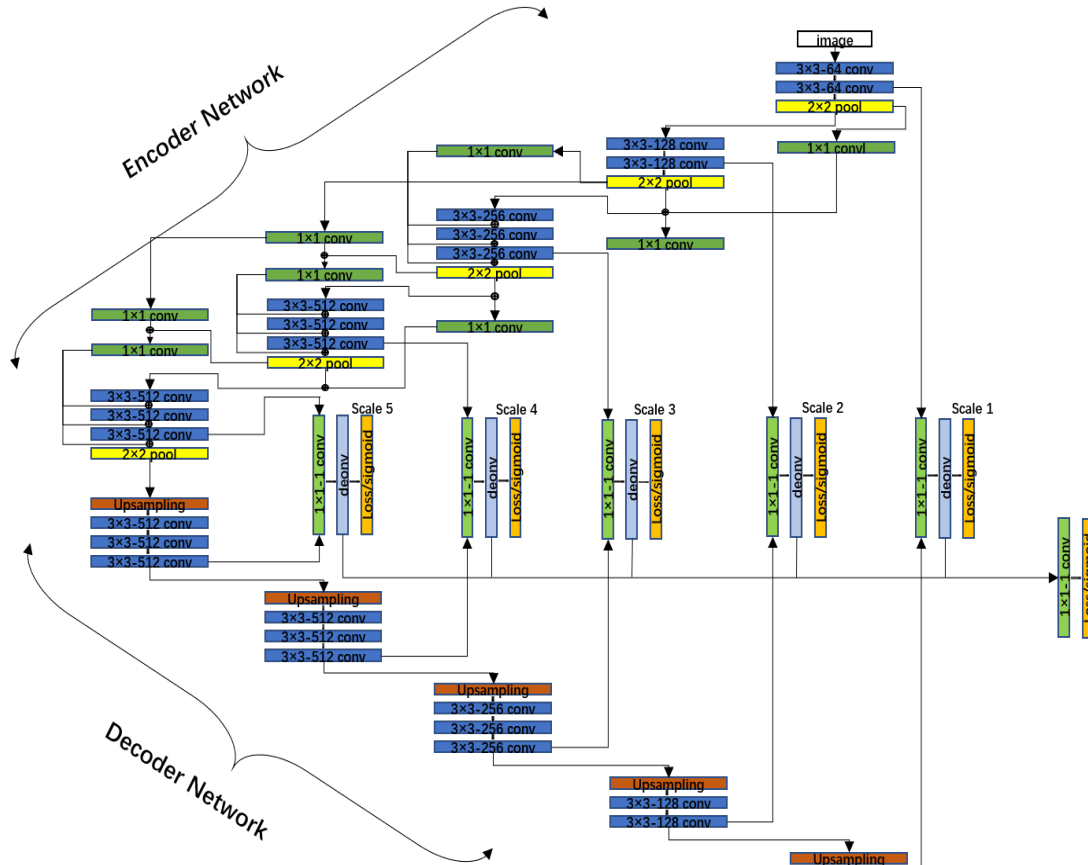 image
3×3-64 conv
3×3-64 conv
2×2 pool
1×1 convl
Encoder Network
3×3-128 conv
3×3-128 conv
2×2 pool
1×1 conv
1×1 conv
3×3-256 conv
3×3-256 conv
3×3-256 conv
2×2 pool
1×1 conv
1×1 conv
1×1 conv
3×3-512 conv
3×3-512 conv
3×3-512 conv
2×2 pool
1×1 conv
1×1 conv
3×3-512 conv
3×3-512 conv
3×3-512 conv
2×2 pool
Scale 5
1×1-1 conv
deonv
Loss/sigmoid
Scale 4
1×1-1 conv
deonv
Loss/sigmoid
Scale 3
1×1-1 conv
deonv
Loss/sigmoid
Scale 2
1×1-1 conv
deonv
Loss/sigmoid
Scale 1
1×1-1 conv
deonv
Loss/sigmoid
1×1-1 conv
Loss/sigmoid
Upsampling
3×3-512 conv
3×3-512 conv
3×3-512 conv
Upsampling
3×3-512 conv
3×3-512 conv
3×3-512 conv
Upsampling
3×3-256 conv
3×3-256 conv
3×3-256 conv
Upsampling
3×3-128 conv
3×3-128 conv
Upsampling
Decoder Network